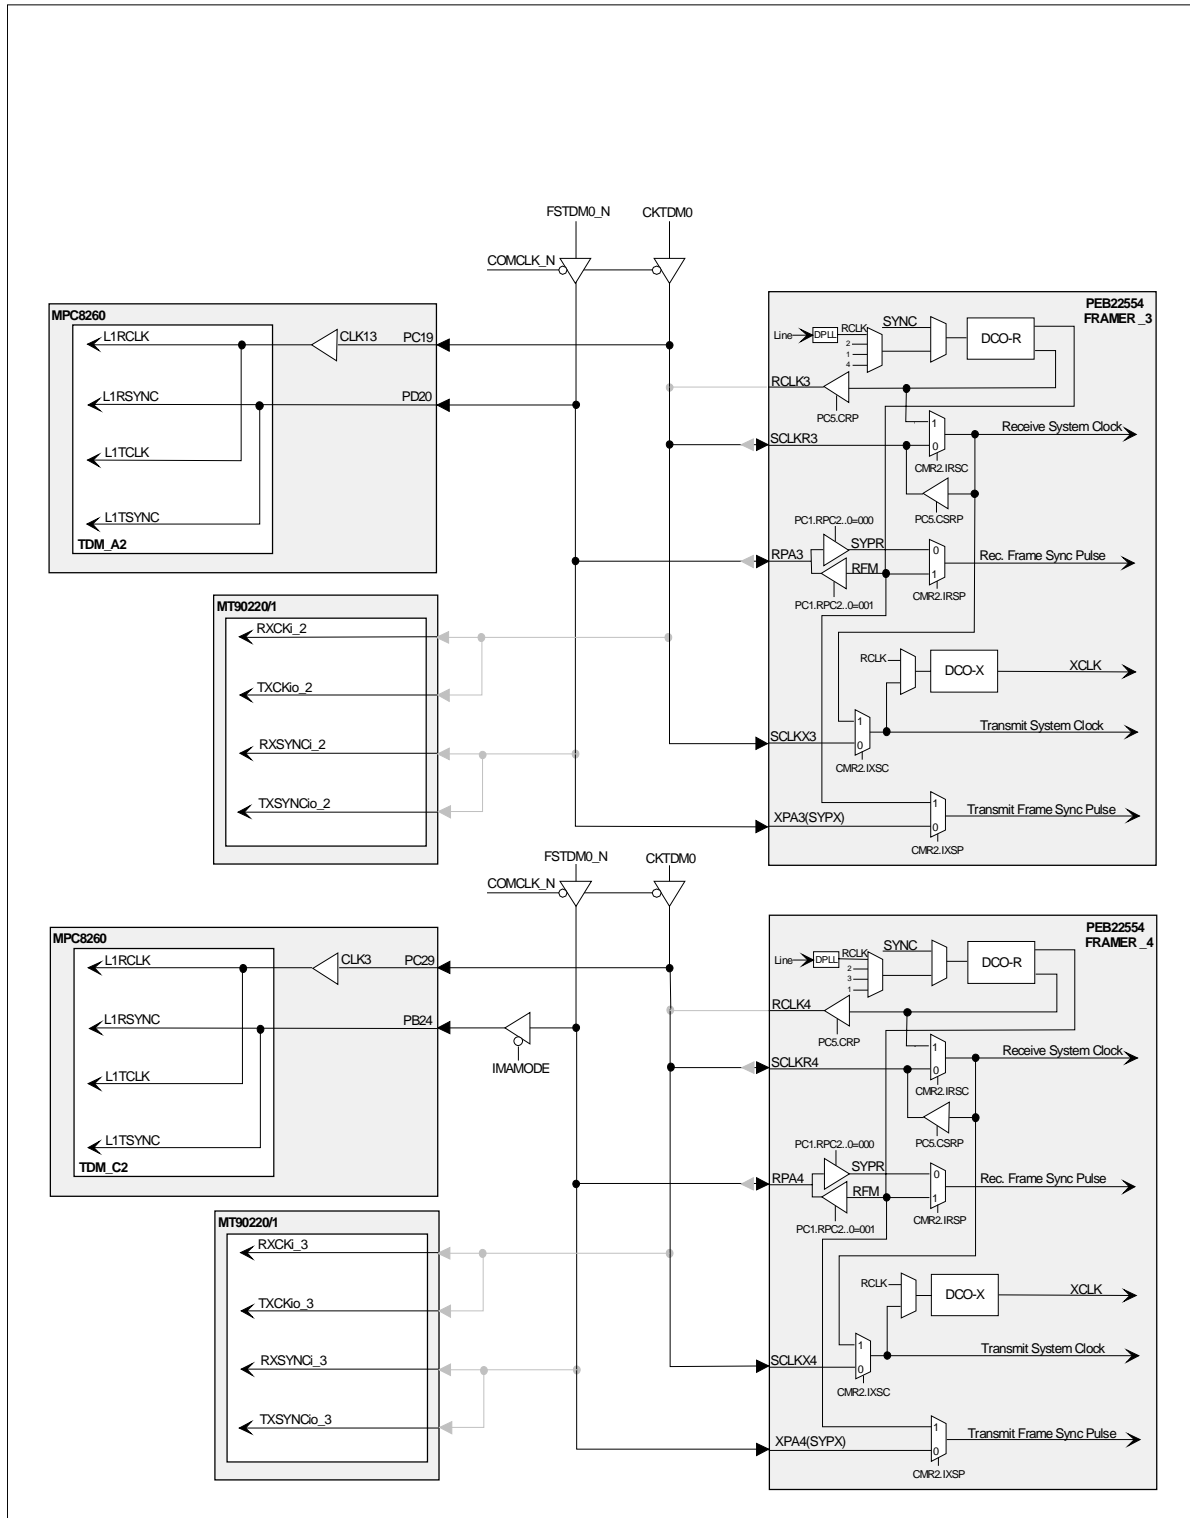 FSTDM0_N
CKTDM0
COMCLK_N
MPC8260
L1RCLK
CLK13
PC19
L1RSYNC
PD20
L1TCLK
L1TSYNC
TDM_A2
MT90220/1
RXCKi_2
TXCKio_2
RXSYNCi_2
TXSYNCio_2
PEB22554
FRAMER_3
Line
DPLL
RCLK
2
1
4
SYNC
DCO-R
RCLK3
PC5.CRP
SCLKR3
1
0
CMR2.IRSC
Receive System Clock
PC5.CSRP
PC1.RPC2..0=000
RPA3
SYPR
RFM
0
1
Rec. Frame Sync Pulse
PC1.RPC2..0=001
CMR2.IRSP
RCLK
DCO-X
XCLK
SCLKX3
1
0
Transmit System Clock
CMR2.IXSC
XPA3(SYPX)
1
0
Transmit Frame Sync Pulse
CMR2.IXSP
FSTDM0_N
CKTDM0
COMCLK_N
MPC8260
L1RCLK
CLK3
PC29
L1RSYNC
PB24
IMAMODE
L1TCLK
L1TSYNC
TDM_C2
MT90220/1
RXCKi_3
TXCKio_3
RXSYNCi_3
TXSYNCio_3
PEB22554
FRAMER_4
Line
DPLL
RCLK
2
3
1
SYNC
DCO-R
RCLK4
PC5.CRP
SCLKR4
1
0
CMR2.IRSC
Receive System Clock
PC5.CSRP
PC1.RPC2..0=000
RPA4
SYPR
RFM
0
1
Rec. Frame Sync Pulse
PC1.RPC2..0=001
CMR2.IRSP
RCLK
DCO-X
XCLK
SCLKX4
1
0
Transmit System Clock
CMR2.IXSC
XPA4(SYPX)
1
0
Transmit Frame Sync Pulse
CMR2.IXSP